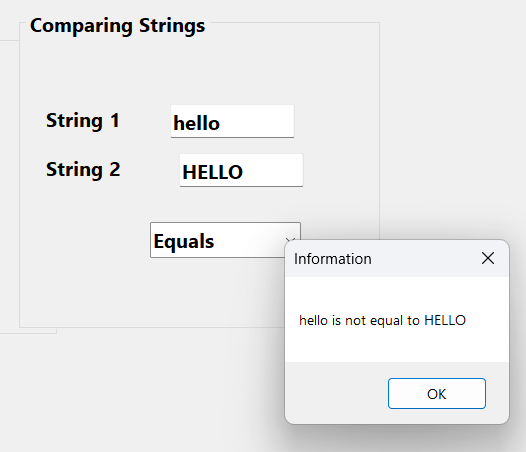 Comparing Strings
String 1
hello
String 2
HELLO
Equals
Information
hello is not equal to HELLO
OK